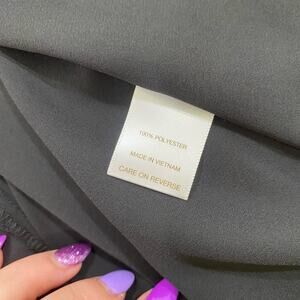 100% POLYESTER
MADE IN VIETNAM
CARE ON REVERSE